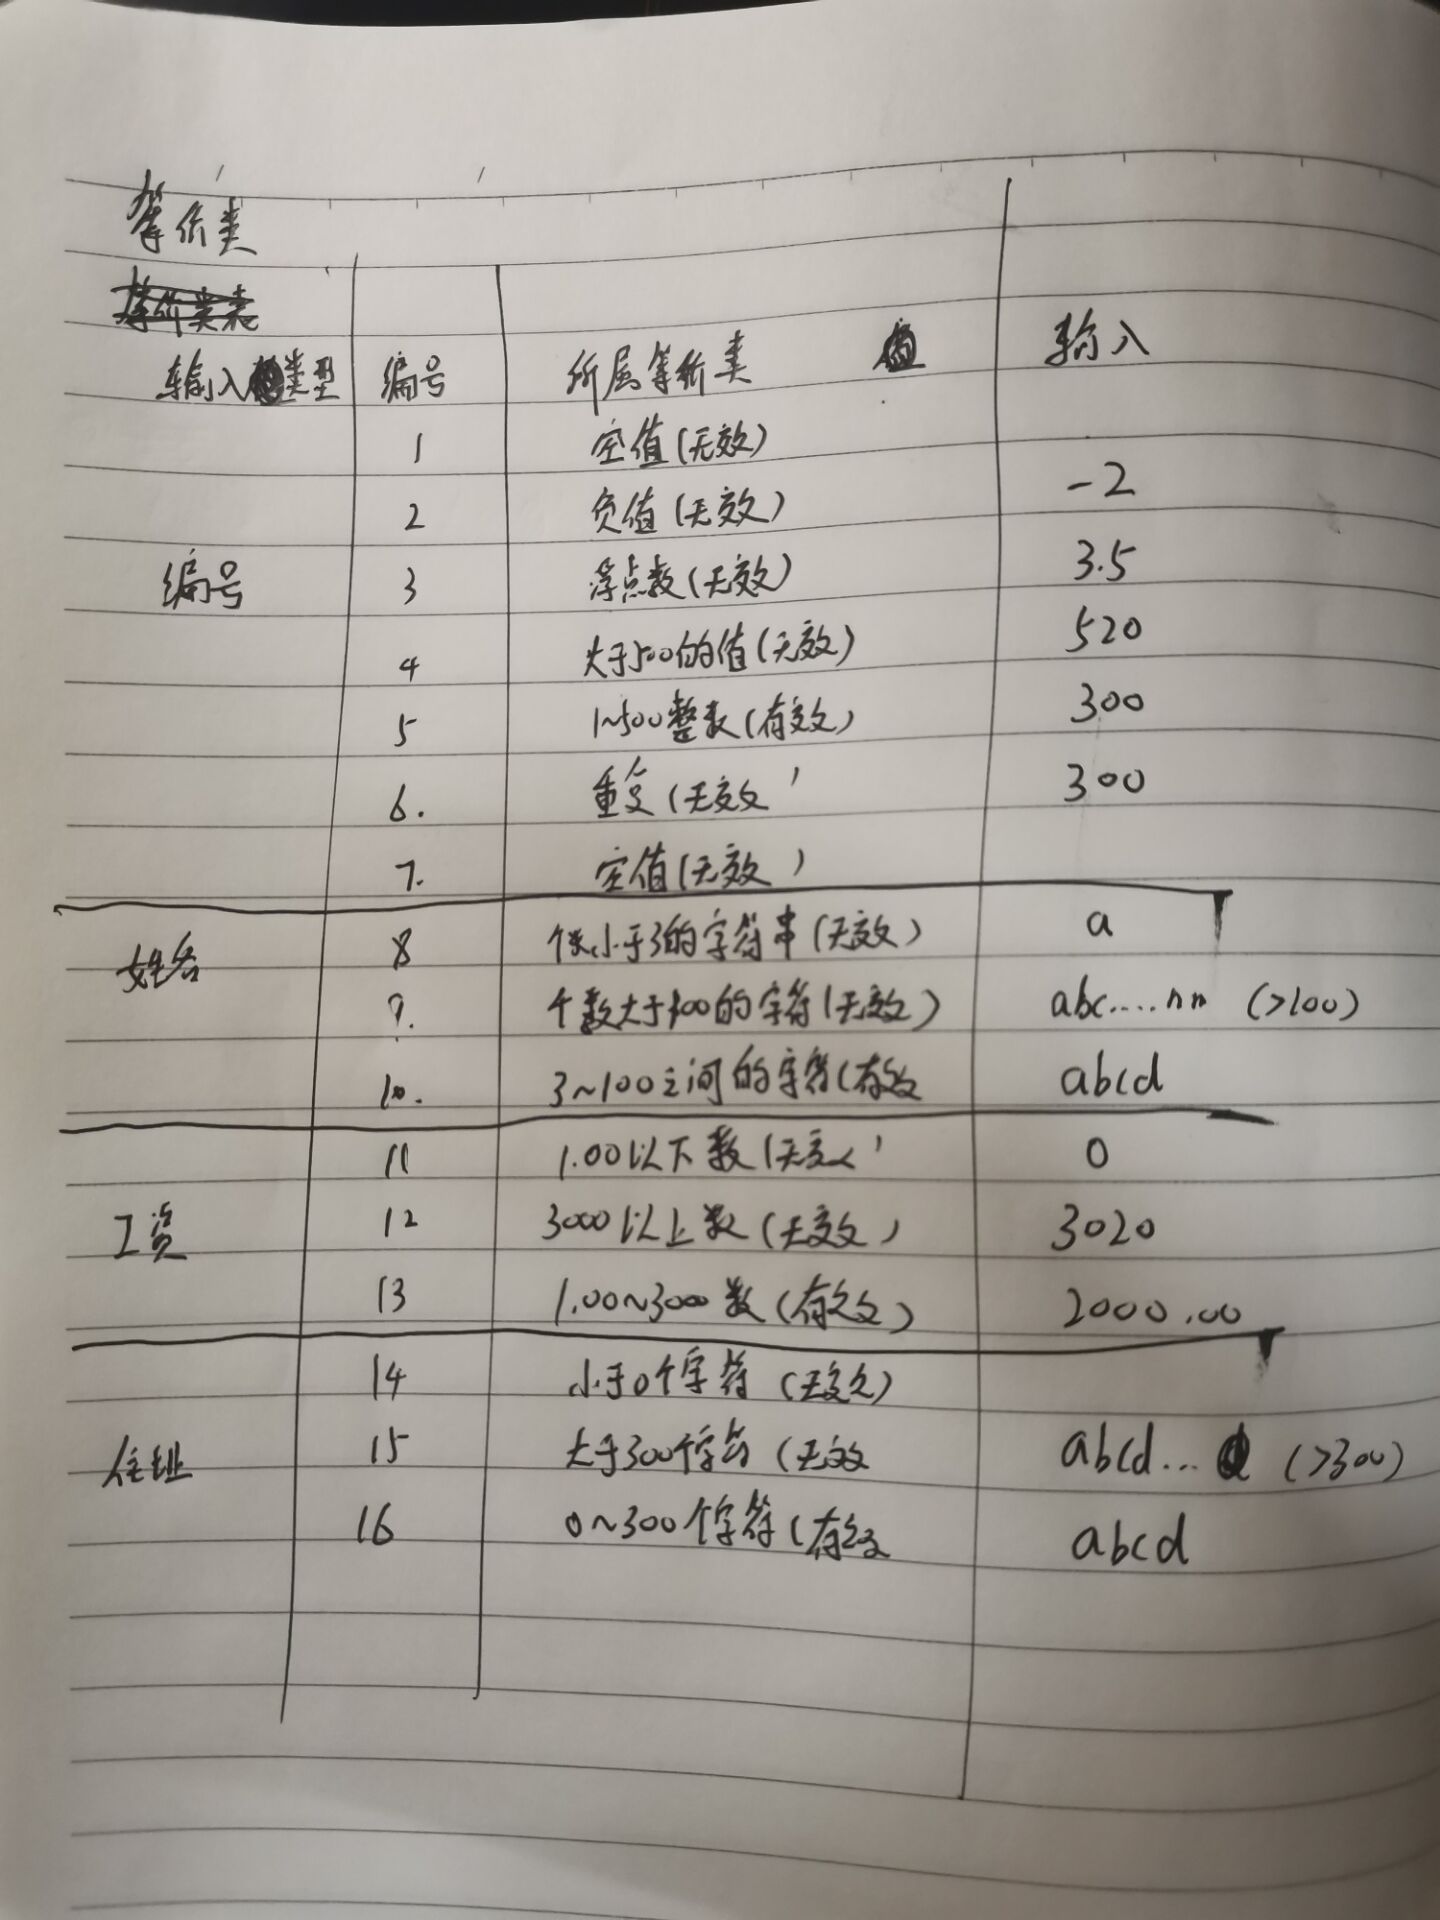 等价类
输入类型 编号 所属等价类 输入
1 空值(无效)
2 负值(无效) -2
编号 3 浮点数(无效) 3.5
4 大于500的值(无效) 520
5 1~500整数(有效) 300
6. 重复(无效) 300
7. 空值(无效)
姓名 8 个数小于3的字符串(无效) a
9. 个数大于100的字符(无效) abc....nn (>100)
10. 3~100之间的字符(有效 abcd
11 1.00以下数(无效) 0
工资 12 3000以上数(无效) 3020
13 1.00~3000数(有效) 2000.00
14 小于0个字符(无效)
住址 15 大于300个字符(无效 abcd... (>300)
16 0~300个字符(有效 abcd